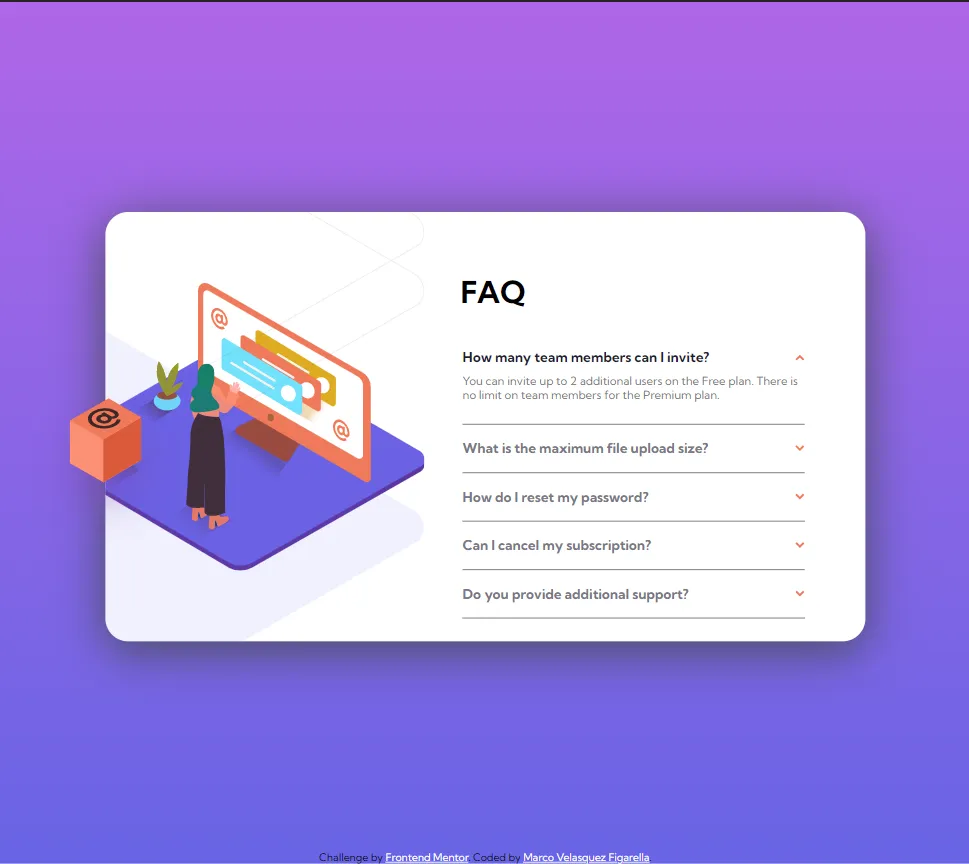 FAQ
How many team members can I invite?
You can invite up to 2 additional users on the Free plan. There is
no limit on team members for the Premium plan.
What is the maximum file upload size?
How do I reset my password?
Can I cancel my subscription?
Do you provide additional support?
@
@
@
Challenge by Frontend Mentor. Coded by Marco Velasquez Figarella.